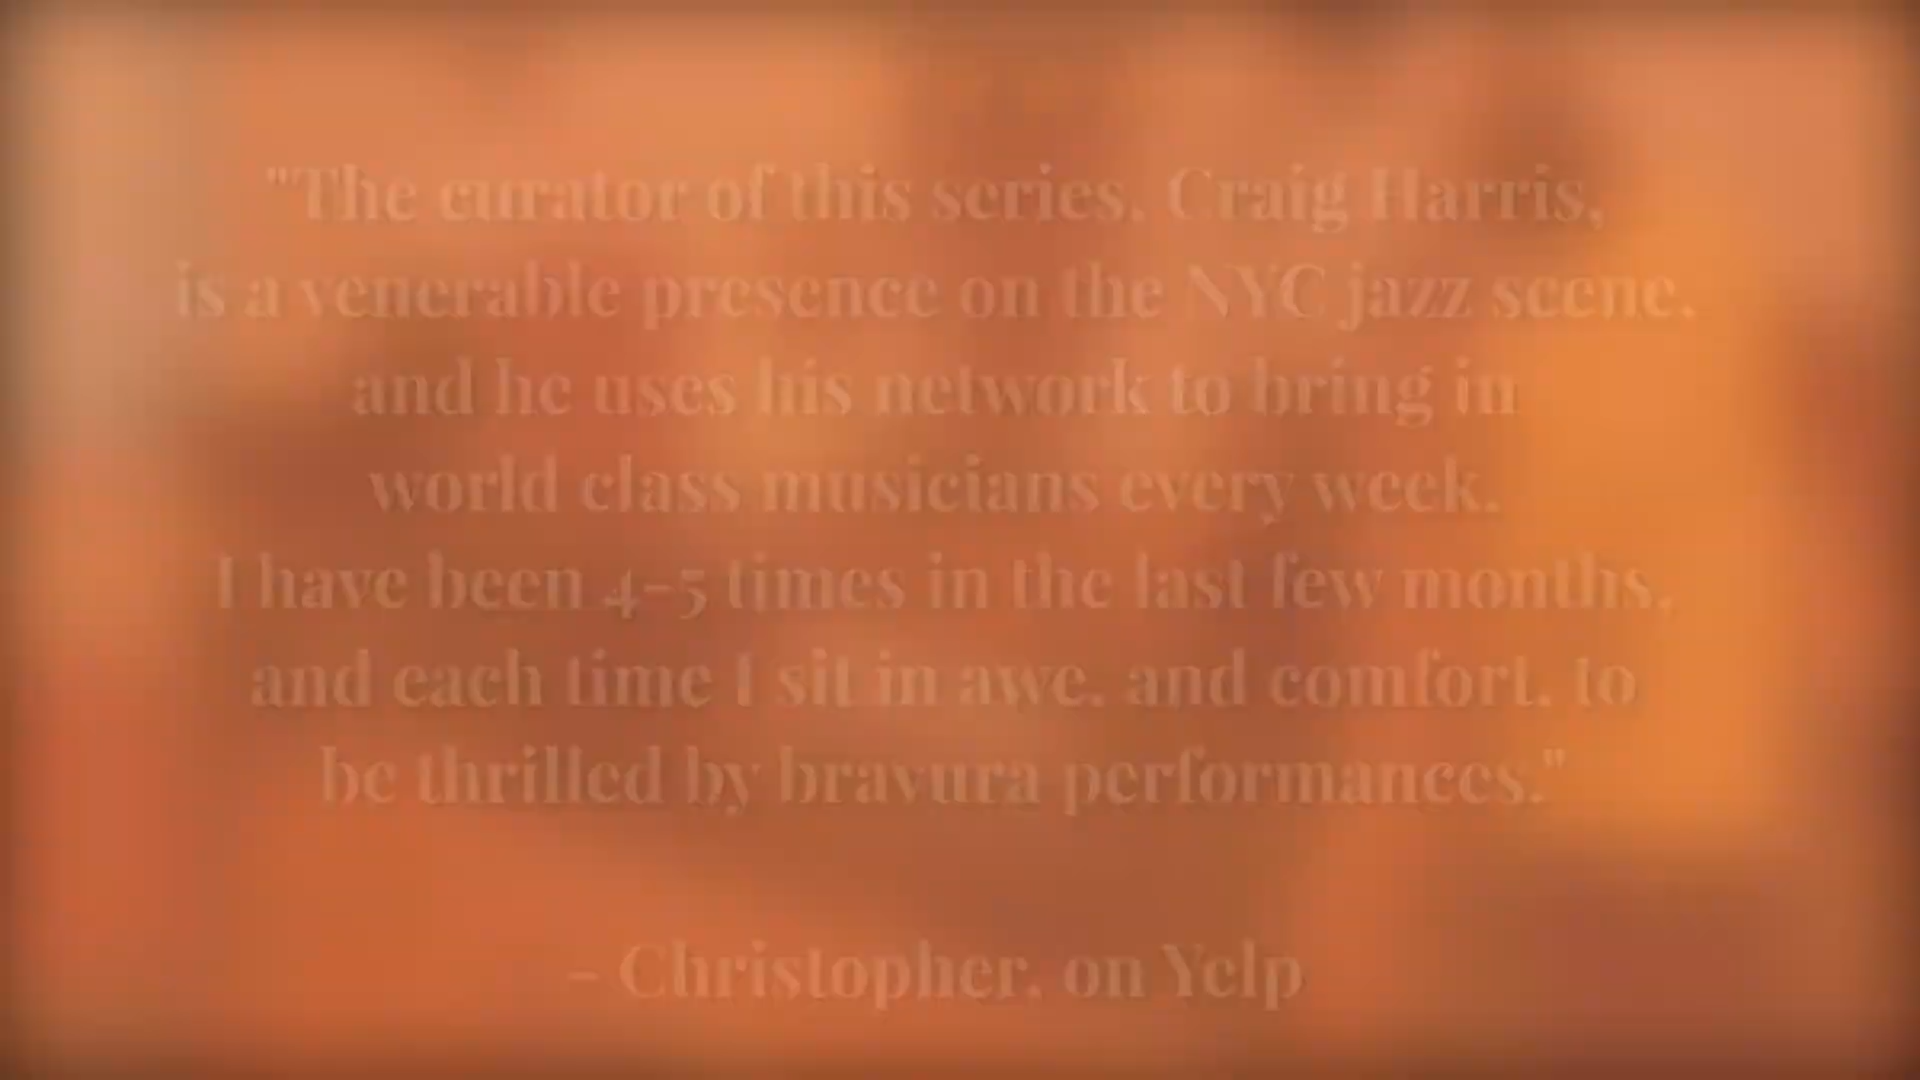 "The curator of this series, Craig Harris,
is a venerable presence on the NYC jazz scene,
and he uses his network to bring in
world class musicians every week.
I have been 4-5 times in the last few months,
and each time I sit in awe, and comfort, to
be thrilled by bravura performances."
- Christopher, on Yelp